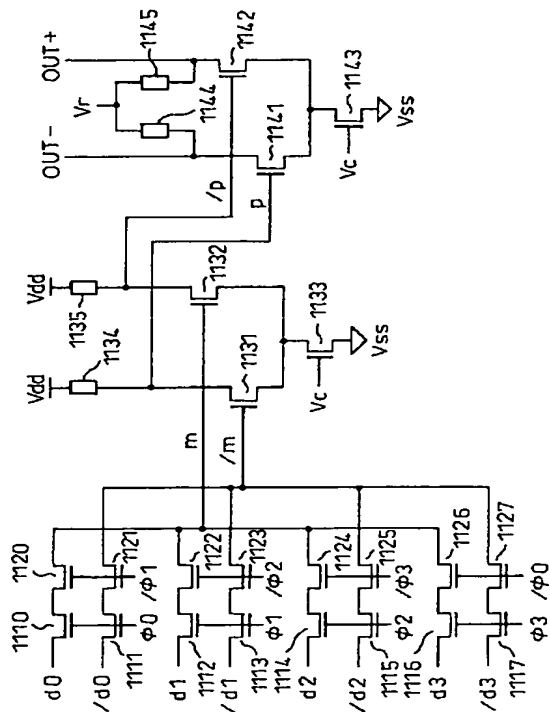 OUT-
OUT+
Vr
1145
1144
1142
1141
/p
p
1143
Vc
Vss
Vdd
Vdd
1135
1134
1132
1131
m
/m
1133
Vc
Vss
1120
1110
d0
1121
/d0
1111
Φ0
/Φ1
1122
d1
1112
1123
/d1
1113
Φ1
/Φ2
1124
d2
1114
1125
/d2
1115
Φ2
/Φ3
1126
d3
1116
1127
/d3
1117
Φ3
/Φ0